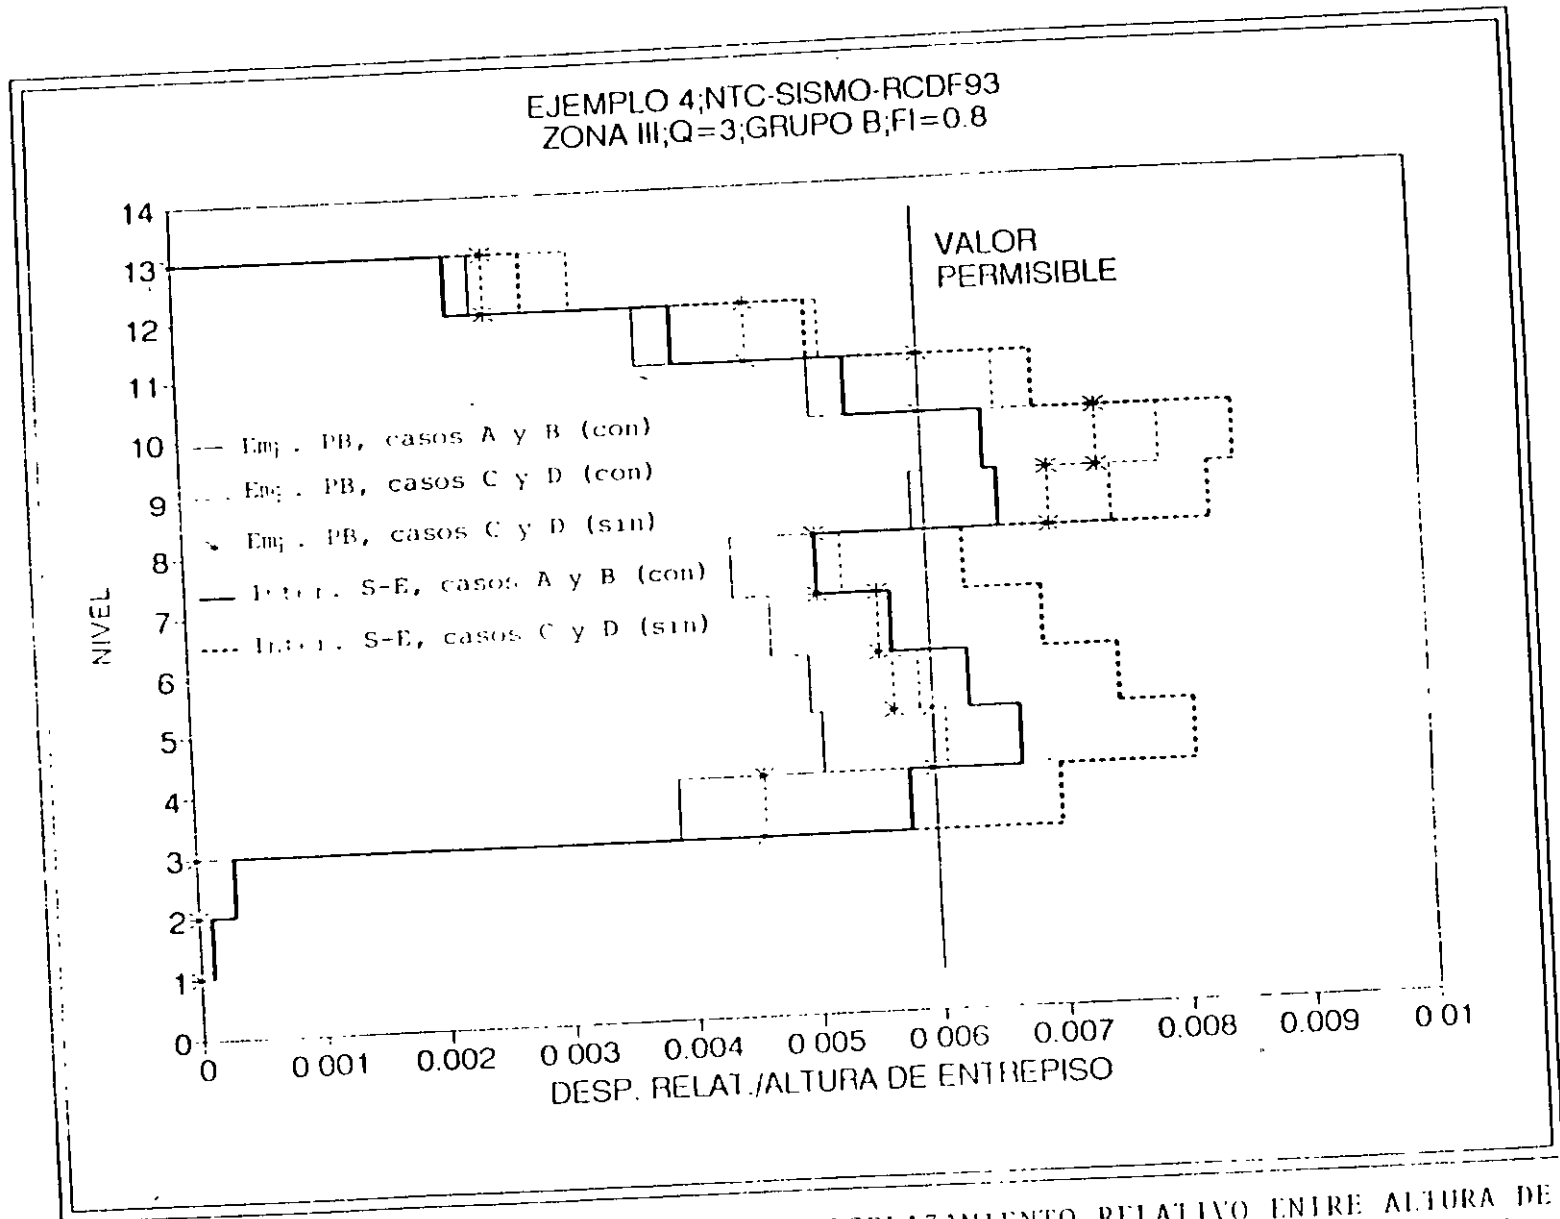 EJEMPLO 4;NTC-SISMO-RCDF93
ZONA III;Q=3;GRUPO B;FI=0.8
VALOR
PERMISIBLE
14
13
12
11
10
9
8
7
6
5
4
3
2
1
0
NIVEL
PB, casos A y B (con)
PB, casos C y D (con)
PB, casos C y D (sin)
S-E, casos A y B (con)
S-E, casos C y D (sin)
0 0 001 0.002 0 003 0.004 0 005 0 006 0.007 0.008 0.009 0 01
DESP. RELAT./ALTURA DE ENTREPISO
RELATIVO ENTRE ALTURA DE